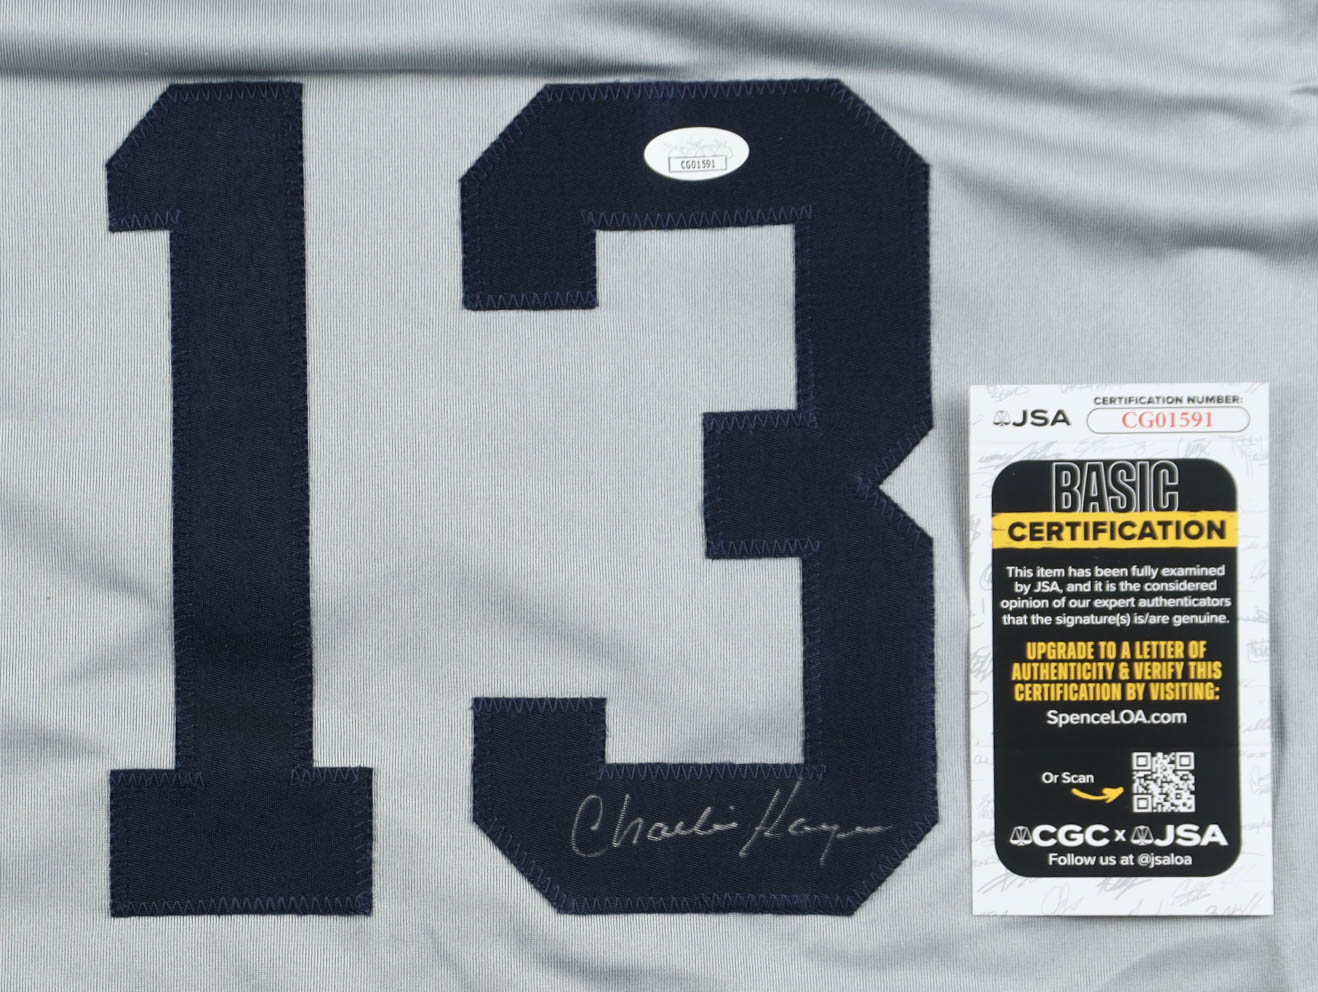 13
CG01591
Charlie Hayes
JSA
CERTIFICATION NUMBER:
CG01591
BASIC
CERTIFICATION
This item has been fully examined
by JSA, and it is the considered
opinion of our expert authenticators
that the signature(s) is/are genuine.
UPGRADE TO A LETTER OF
AUTHENTICITY & VERIFY THIS
CERTIFICATION BY VISITING:
SpenceLOA.com
Or Scan
CGC x JSA
Follow us at @jsaloa